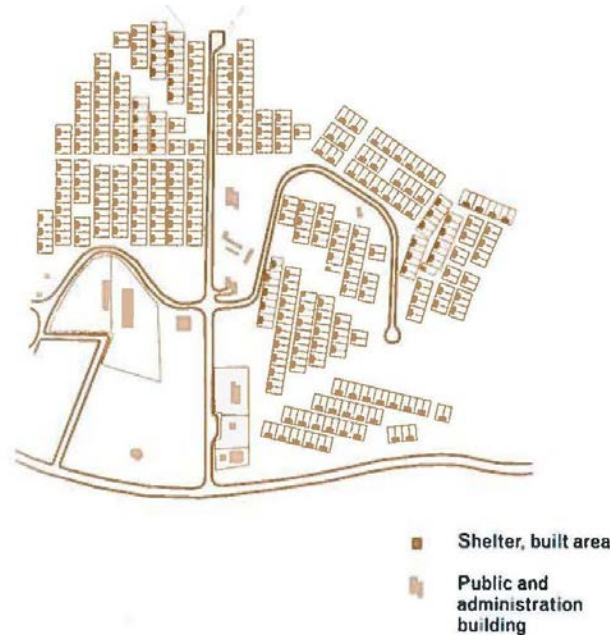 Shelter, built area
Public and
administration
building